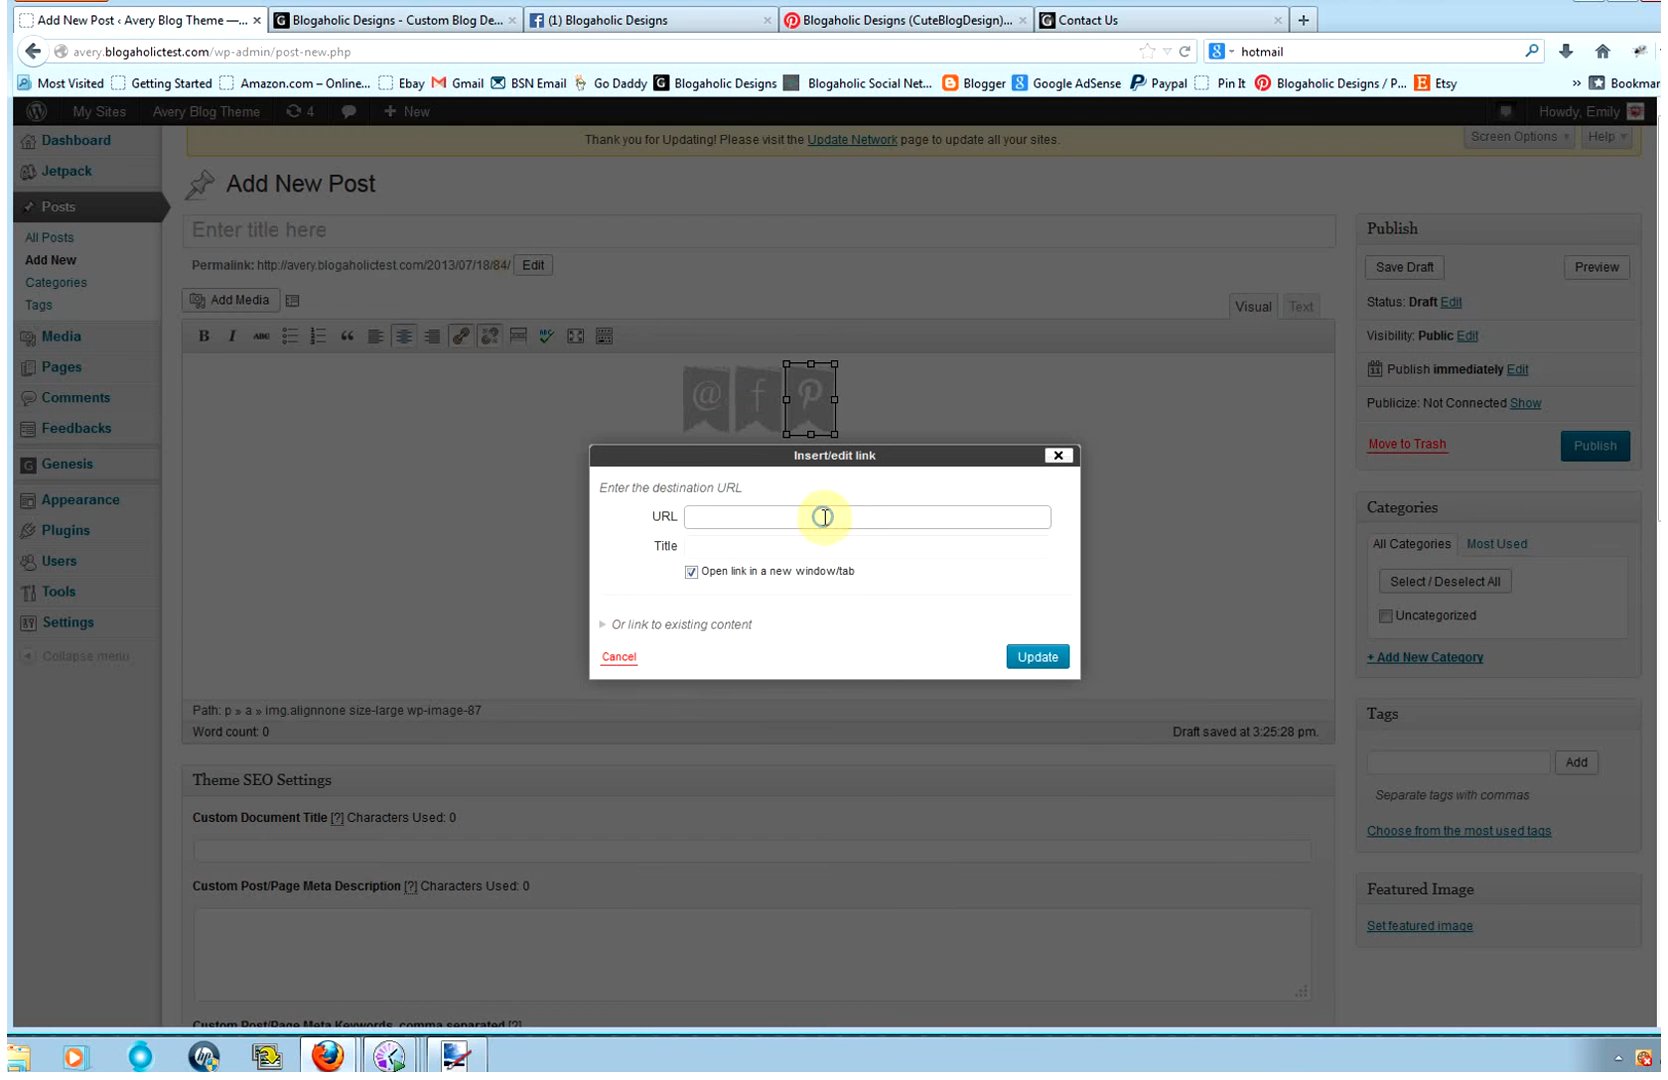 Add New Post ‹ Avery Blog Theme —... × Blogaholic Designs - Custom Blog De... × (1) Blogaholic Designs × Blogaholic Designs (CuteBlogDesign)... × Contact Us × +
avery.blogaholictest.com/wp-admin/post-new.php hotmail
Most Visited Getting Started Amazon.com – Online... Ebay Gmail BSN Email Go Daddy Blogaholic Designs Blogaholic Social Net... Blogger Google AdSense Paypal Pin It Blogaholic Designs / P... Etsy » Bookmar
My Sites Avery Blog Theme 4 + New Howdy, Emily
Thank you for Updating! Please visit the Update Network page to update all your sites.
Screen Options Help
Dashboard
Jetpack
Posts
All Posts
Add New
Categories
Tags
Media
Pages
Comments
Feedbacks
Genesis
Appearance
Plugins
Users
Tools
Settings
Collapse menu
Add New Post
Enter title here
Permalink: http://avery.blogaholictest.com/2013/07/18/84/ Edit
Add Media
Visual Text
B I ABC
@ f
Insert/edit link
Enter the destination URL
URL
Title
Open link in a new window/tab
Or link to existing content
Cancel Update
Path: p » a » img.alignnone size-large wp-image-87
Word count: 0 Draft saved at 3:25:28 pm.
Theme SEO Settings
Custom Document Title [?] Characters Used: 0
Custom Post/Page Meta Description [?] Characters Used: 0
Custom Post/Page Meta Keywords, comma separated [?]
Publish
Save Draft Preview
Status: Draft Edit
Visibility: Public Edit
Publish immediately Edit
Publicize: Not Connected Show
Move to Trash Publish
Categories
All Categories Most Used
Select / Deselect All
Uncategorized
+ Add New Category
Tags
Add
Separate tags with commas
Choose from the most used tags
Featured Image
Set featured image